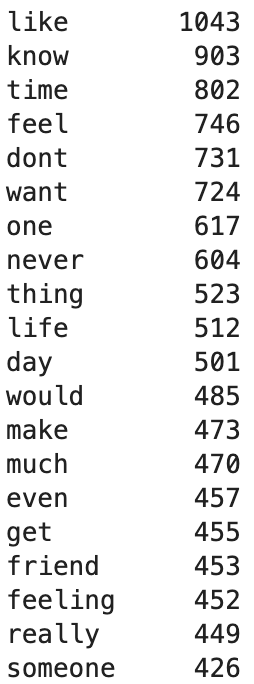 like 1043
know 903
time 802
feel 746
dont 731
want 724
one 617
never 604
thing 523
life 512
day 501
would 485
make 473
much 470
even 457
get 455
friend 453
feeling 452
really 449
someone 426